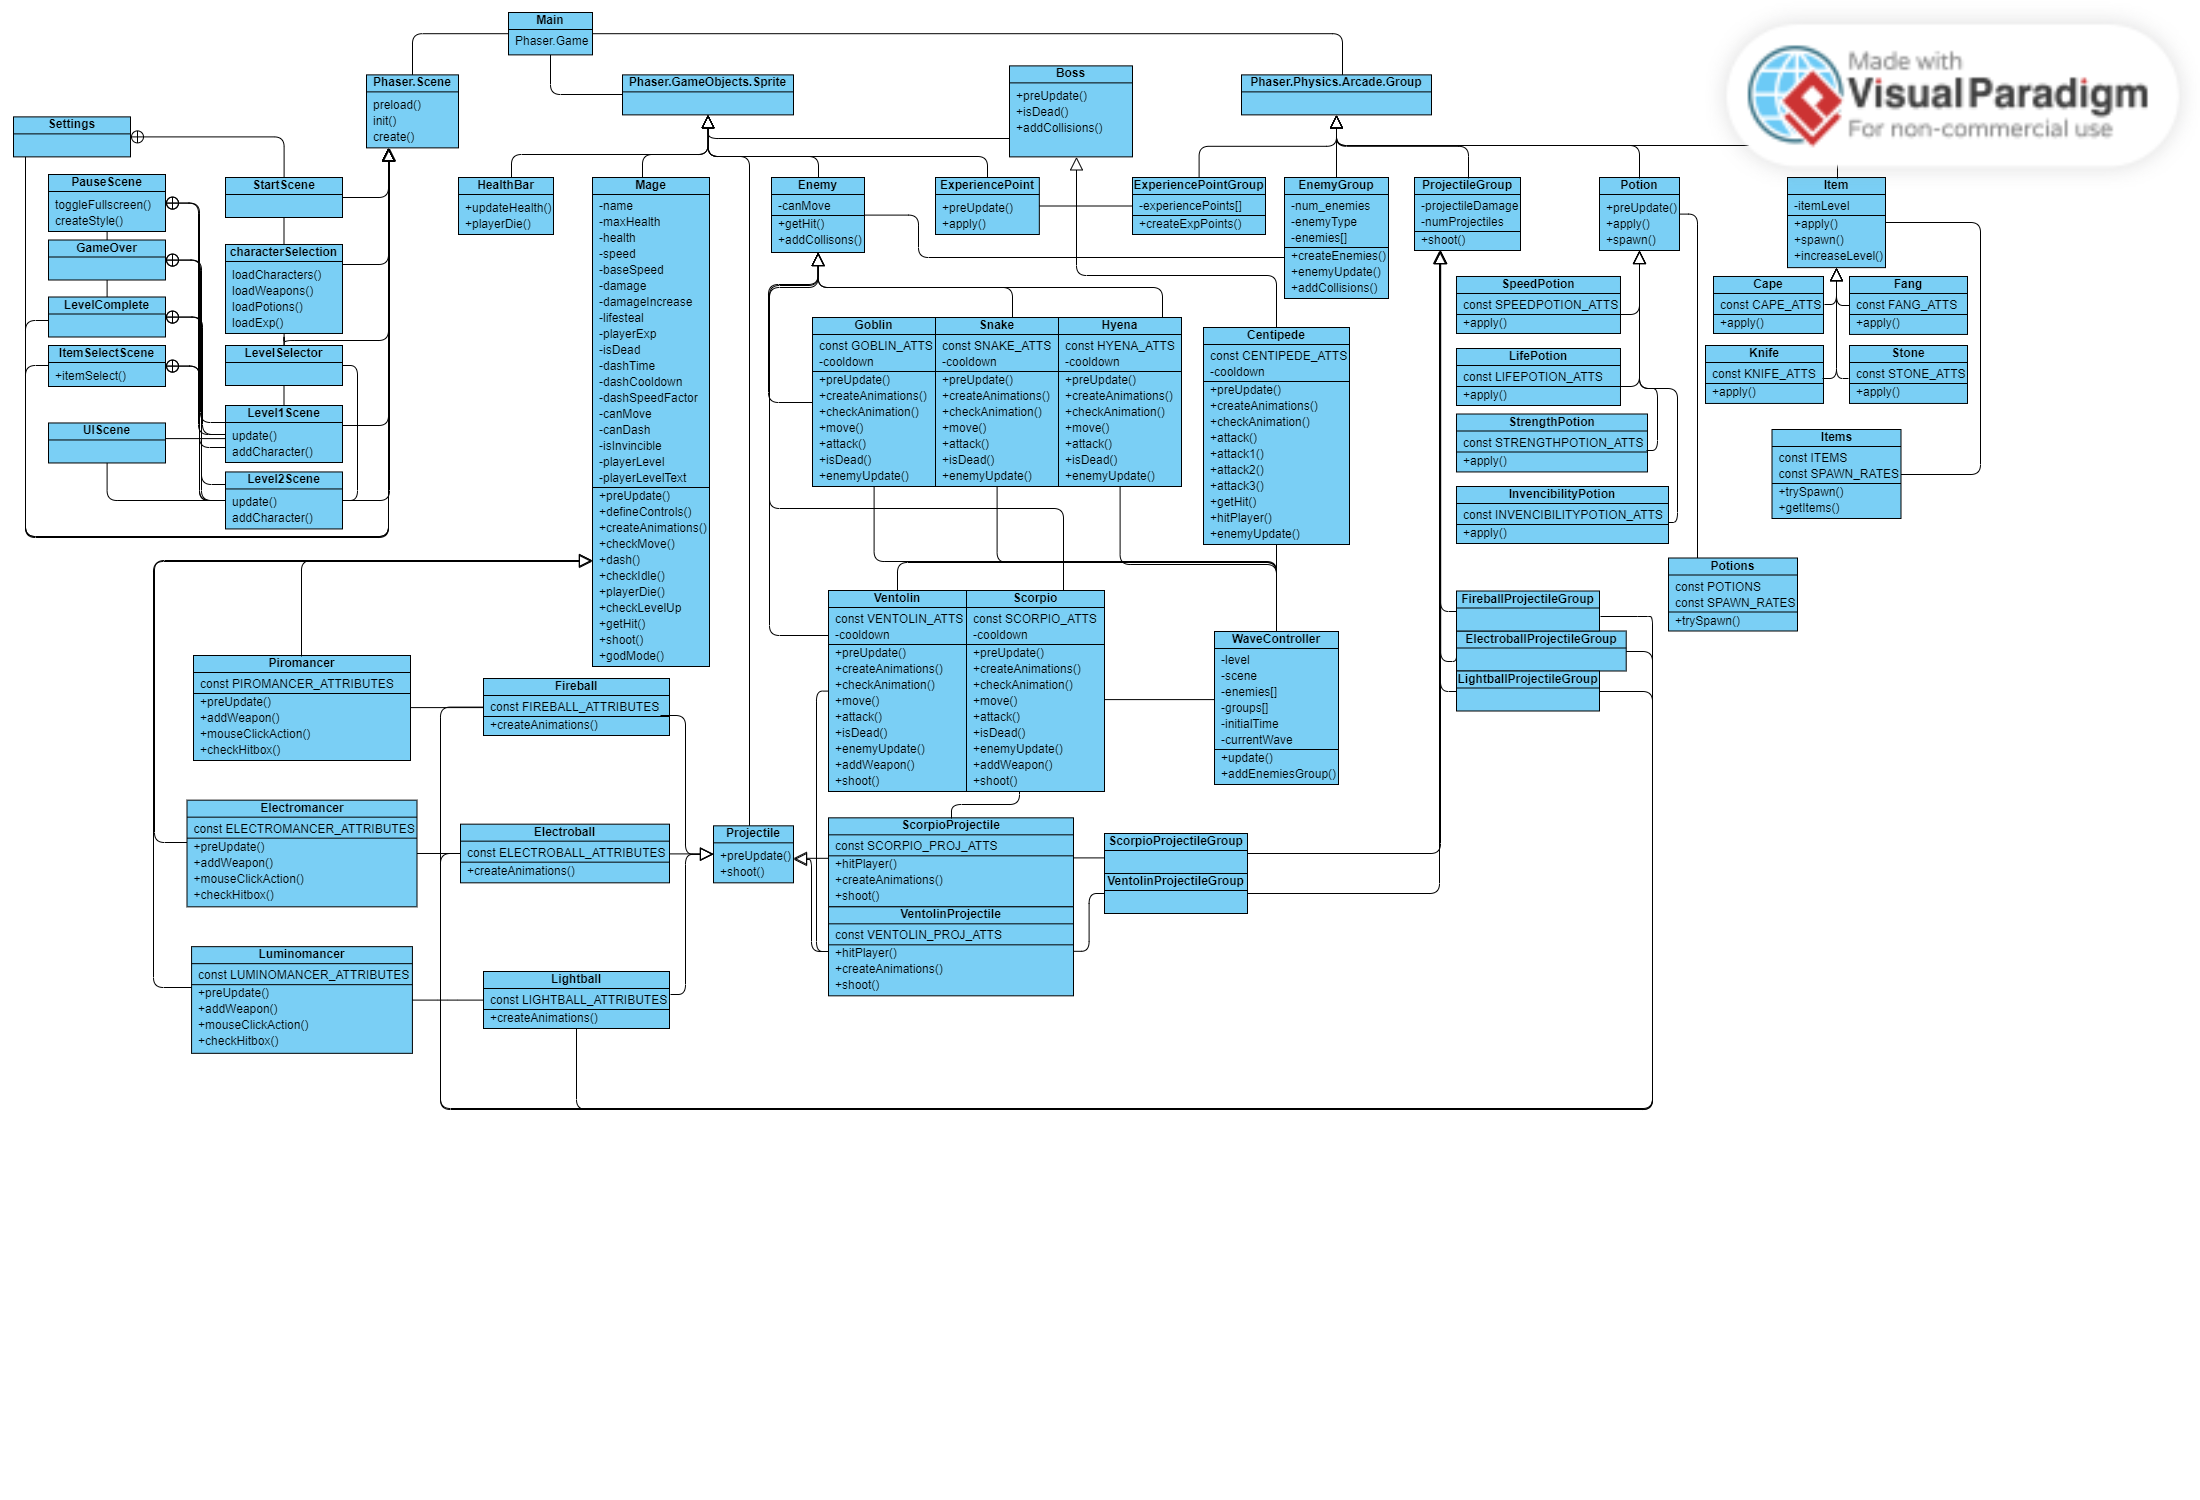 Main
Phaser.Game
Phaser.Scene
preload()
init()
create()
Phaser.GameObjects.Sprite
Boss
+preUpdate()
+isDead()
+addCollisions()
Phaser.Physics.Arcade.Group
Made with
Visual Paradigm
For non-commercial use
Settings
PauseScene
toggleFullscreen()
createStyle()
GameOver
LevelComplete
ItemSelectScene
+itemSelect()
UIScene
StartScene
characterSelection
loadCharacters()
loadWeapons()
loadPotions()
loadExp()
LevelSelector
Level1Scene
update()
addCharacter()
Level2Scene
update()
addCharacter()
HealthBar
+updateHealth()
+playerDie()
Mage
-name
-maxHealth
-health
-speed
-baseSpeed
-damage
-damageIncrease
-lifesteal
-playerExp
-isDead
-dashTime
-dashCooldown
-dashSpeedFactor
-canMove
-canDash
-isInvincible
-playerLevel
-playerLevelText
+preUpdate()
+defineControls()
+createAnimations()
+checkMove()
+dash()
+checkIdle()
+playerDie()
+checkLevelUp
+getHit()
+shoot()
+godMode()
Enemy
-canMove
+getHit()
+addCollisons()
ExperiencePoint
+preUpdate()
+apply()
ExperiencePointGroup
-experiencePoints[]
+createExpPoints()
EnemyGroup
-num_enemies
-enemyType
-enemies[]
+createEnemies()
+enemyUpdate()
+addCollisions()
ProjectileGroup
-projectileDamage
-numProjectiles
+shoot()
Potion
+preUpdate()
+apply()
+spawn()
Item
-itemLevel
+apply()
+spawn()
+increaseLevel()
SpeedPotion
const SPEEDPOTION_ATTS
+apply()
LifePotion
const LIFEPOTION_ATTS
+apply()
StrengthPotion
const STRENGTHPOTION_ATTS
+apply()
InvencibilityPotion
const INVENCIBILITYPOTION_ATTS
+apply()
Cape
const CAPE_ATTS
+apply()
Fang
const FANG_ATTS
+apply()
Knife
const KNIFE_ATTS
+apply()
Stone
const STONE_ATTS
+apply()
Items
const ITEMS
const SPAWN_RATES
+trySpawn()
+getItems()
Potions
const POTIONS
const SPAWN_RATES
+trySpawn()
Goblin
const GOBLIN_ATTS
-cooldown
+preUpdate()
+createAnimations()
+checkAnimation()
+move()
+attack()
+isDead()
+enemyUpdate()
Snake
const SNAKE_ATTS
-cooldown
+preUpdate()
+createAnimations()
+checkAnimation()
+move()
+attack()
+isDead()
+enemyUpdate()
Hyena
const HYENA_ATTS
-cooldown
+preUpdate()
+createAnimations()
+checkAnimation()
+move()
+attack()
+isDead()
+enemyUpdate()
Centipede
const CENTIPEDE_ATTS
-cooldown
+preUpdate()
+createAnimations()
+checkAnimation()
+attack()
+attack1()
+attack2()
+attack3()
+getHit()
+hitPlayer()
+enemyUpdate()
Ventolin
const VENTOLIN_ATTS
-cooldown
+preUpdate()
+createAnimations()
+checkAnimation()
+move()
+attack()
+isDead()
+enemyUpdate()
+addWeapon()
+shoot()
Scorpio
const SCORPIO_ATTS
-cooldown
+preUpdate()
+createAnimations()
+checkAnimation()
+move()
+attack()
+isDead()
+enemyUpdate()
+addWeapon()
+shoot()
WaveController
-level
-scene
-enemies[]
-groups[]
-initialTime
-currentWave
+update()
+addEnemiesGroup()
FireballProjectileGroup
ElectroballProjectileGroup
LightballProjectileGroup
Piromancer
const PIROMANCER_ATTRIBUTES
+preUpdate()
+addWeapon()
+mouseClickAction()
+checkHitbox()
Fireball
const FIREBALL_ATTRIBUTES
+createAnimations()
Electromancer
const ELECTROMANCER_ATTRIBUTES
+preUpdate()
+addWeapon()
+mouseClickAction()
+checkHitbox()
Electroball
const ELECTROBALL_ATTRIBUTES
+createAnimations()
Projectile
+preUpdate()
+shoot()
ScorpioProjectile
const SCORPIO_PROJ_ATTS
+hitPlayer()
+createAnimations()
+shoot()
VentolinProjectile
const VENTOLIN_PROJ_ATTS
+hitPlayer()
+createAnimations()
+shoot()
ScorpioProjectileGroup
VentolinProjectileGroup
Luminomancer
const LUMINOMANCER_ATTRIBUTES
+preUpdate()
+addWeapon()
+mouseClickAction()
+checkHitbox()
Lightball
const LIGHTBALL_ATTRIBUTES
+createAnimations()